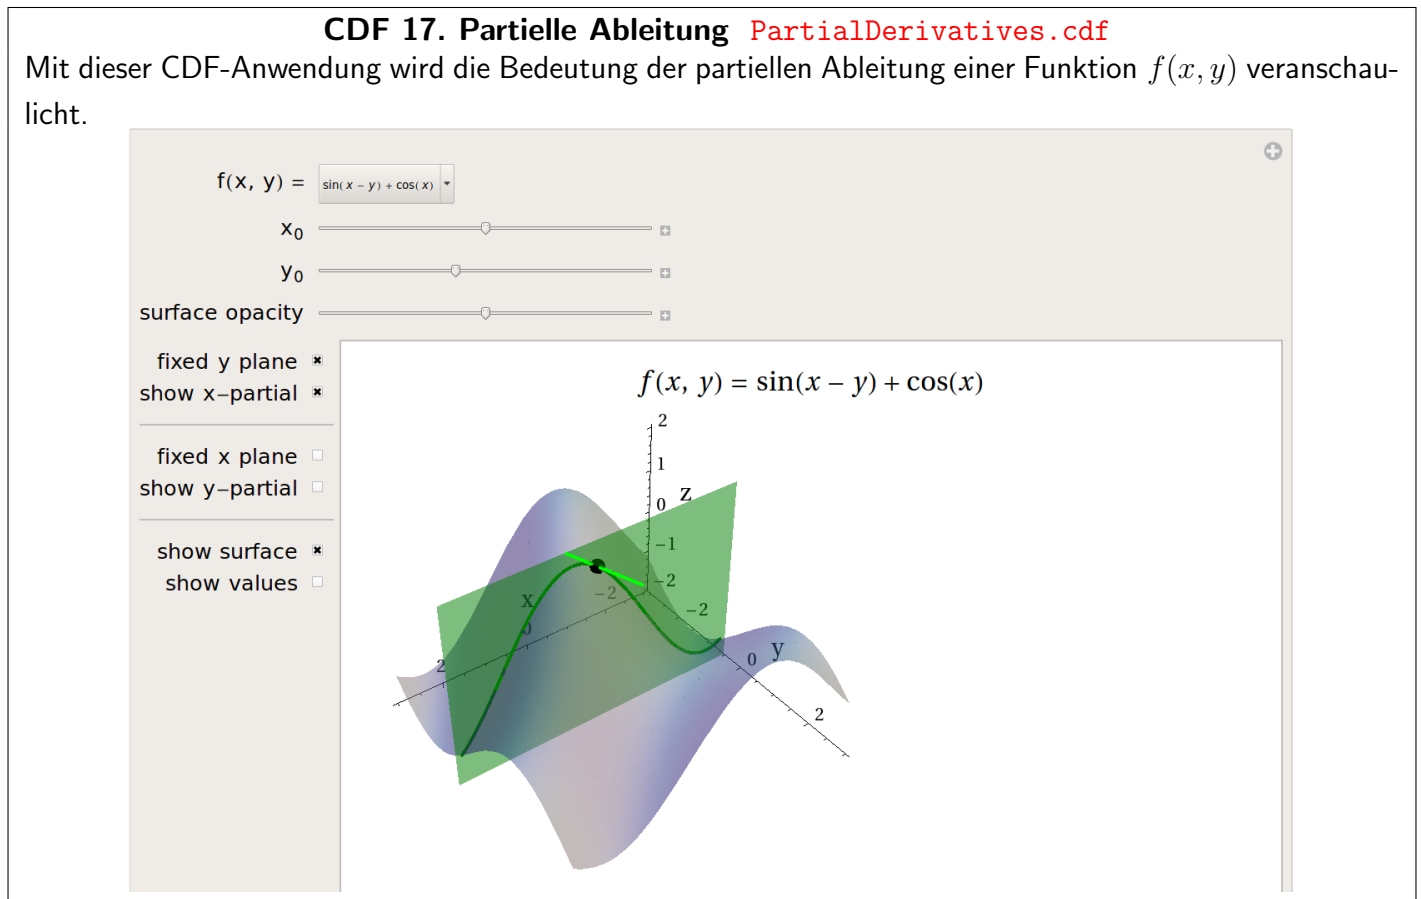 CDF 17. Partielle Ableitung PartialDerivatives.cdf
Mit dieser CDF-Anwendung wird die Bedeutung der partiellen Ableitung einer Funktion f(x, y) veranschau-
licht.
f(x, y) = sin(x − y) + cos(x)
x₀
y₀
surface opacity
fixed y plane
show x−partial
fixed x plane
show y−partial
show surface
show values
f(x, y) = sin(x − y) + cos(x)
2
1
0 z
−1
−2
−2
x
0
2
−2
0 y
2